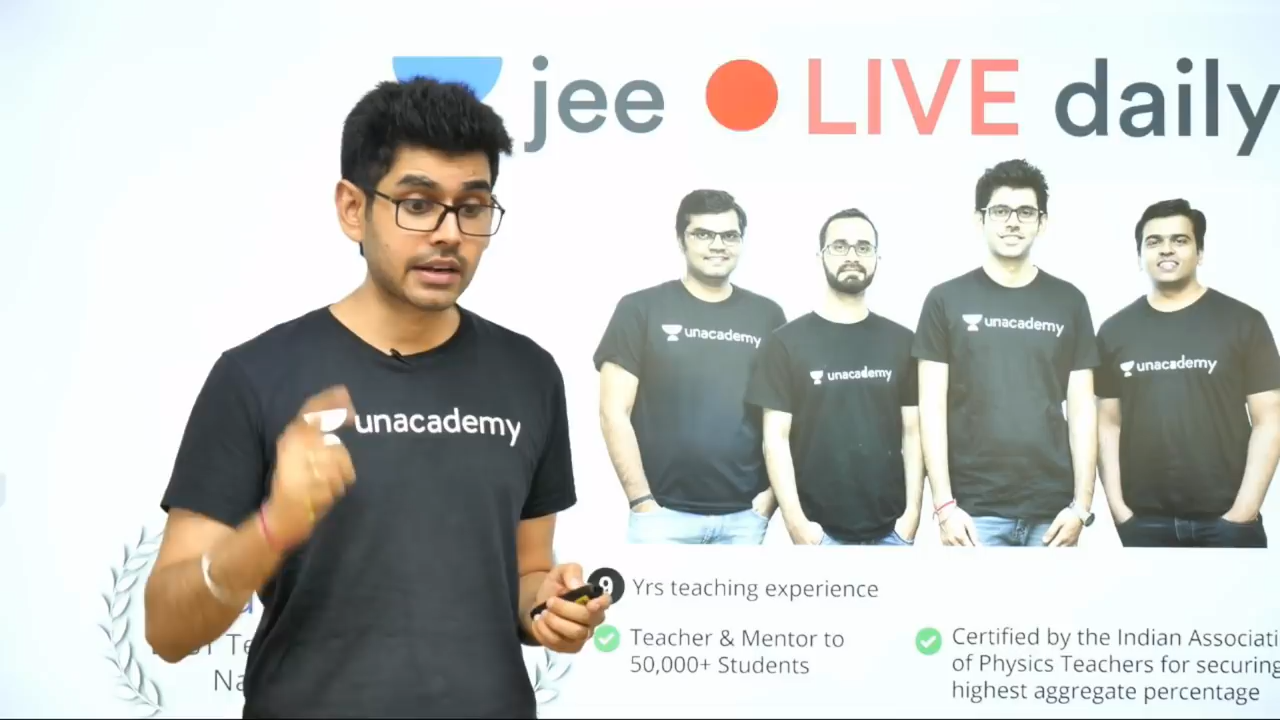 jee LIVE daily
unacademy
unacademy
unacademy
unacademy
unacademy
9 Yrs teaching experience
Teacher & Mentor to
50,000+ Students
Certified by the Indian
of Physics Teachers for securing
highest aggregate percentage